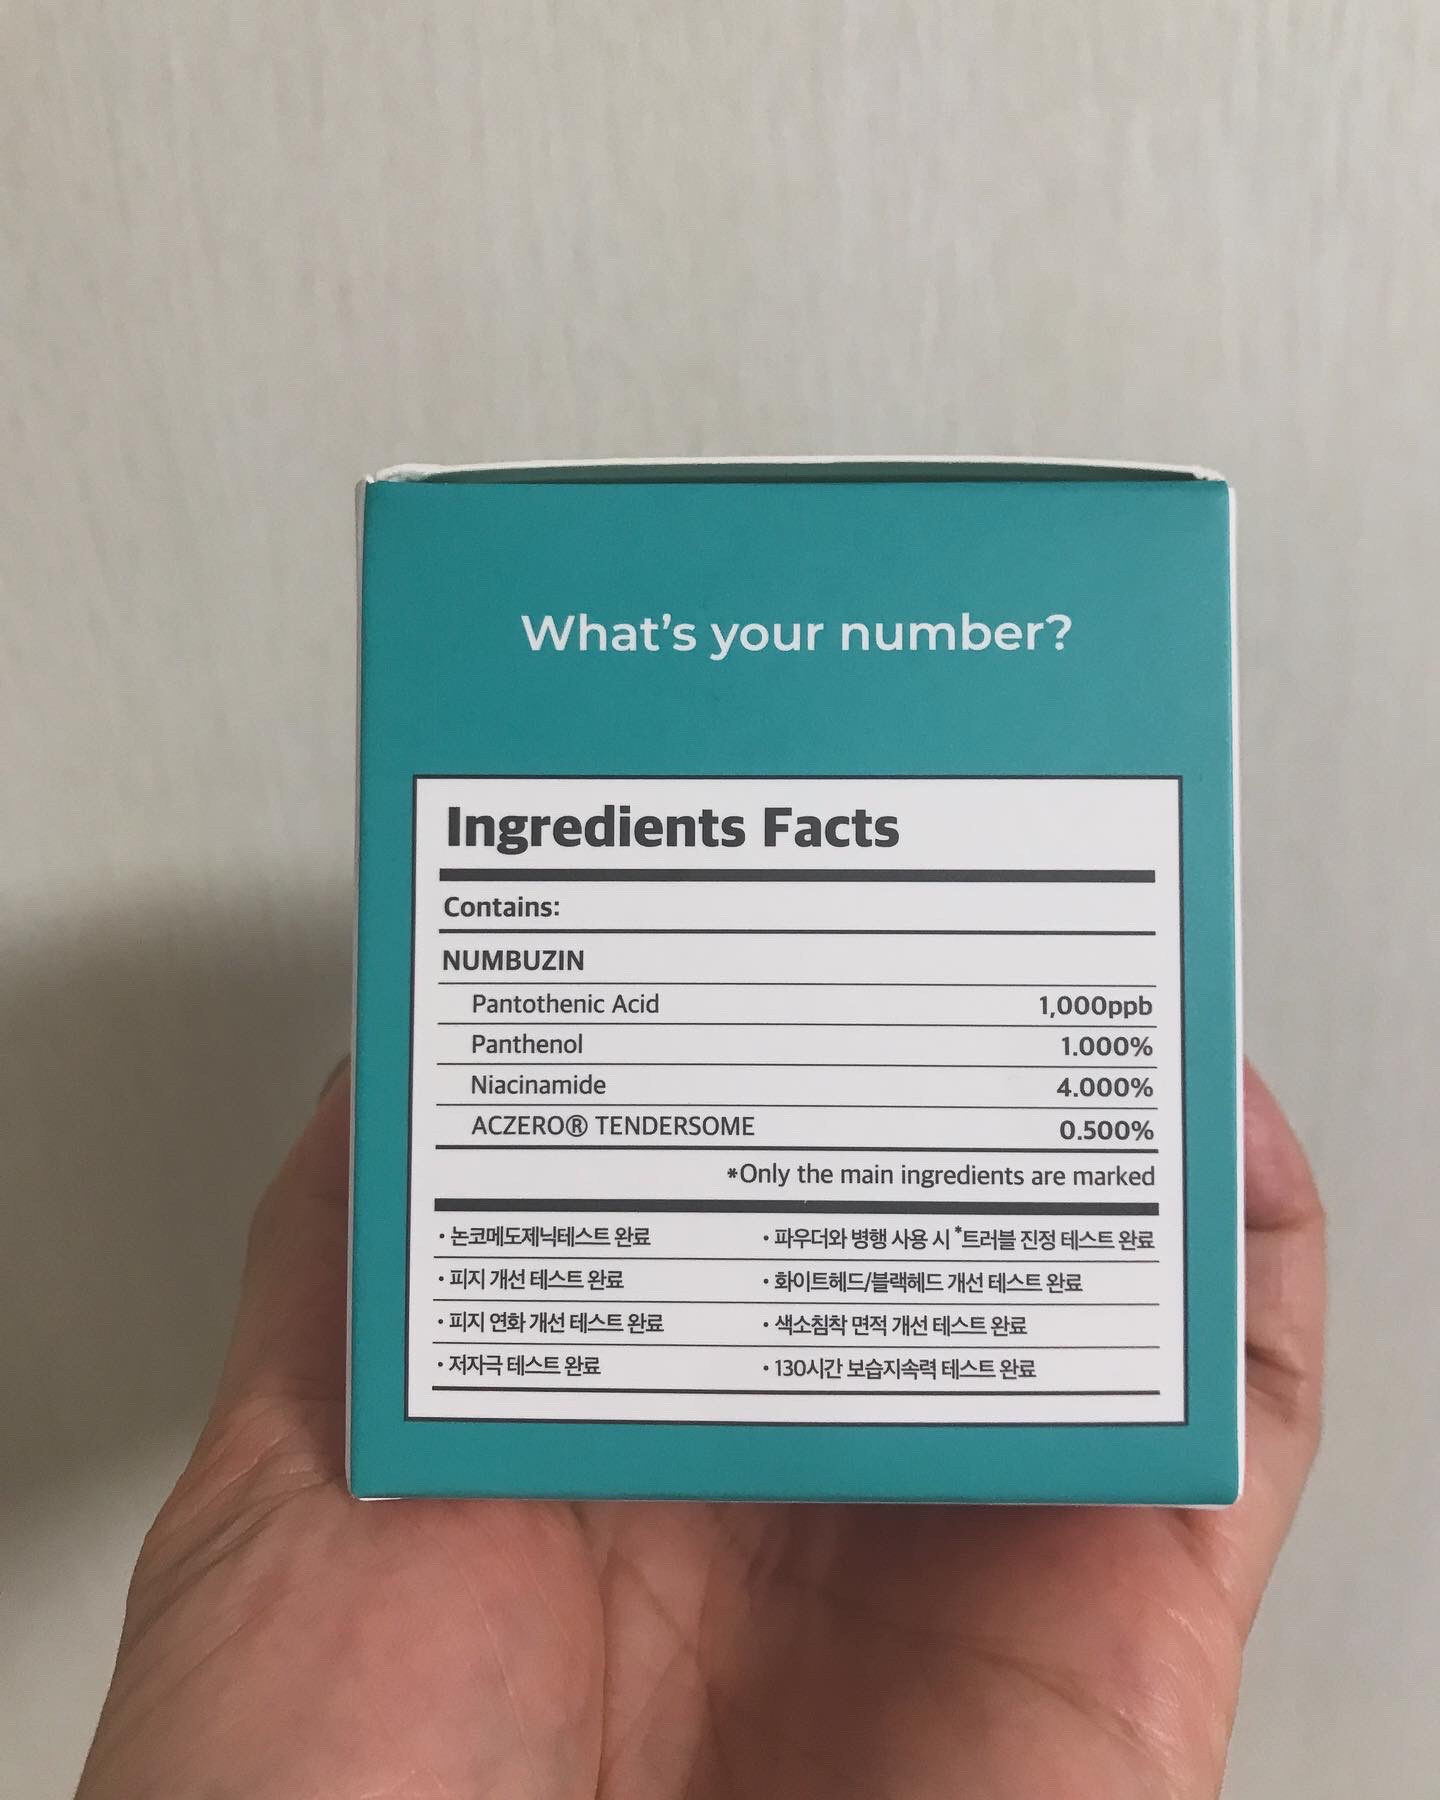 What's your number?
Ingredients Facts
Contains:
NUMBUZIN
Pantothenic Acid 1,000ppb
Panthenol 1.000%
Niacinamide 4.000%
ACZERO® TENDERSOME 0.500%
*Only the main ingredients are marked
• 논코메도제닉테스트 완료 • 파우더와 병행 사용 시 *트러블 진정 테스트 완료
• 피지 개선 테스트 완료 • 화이트헤드/블랙헤드 개선 테스트 완료
• 피지 연화 개선 테스트 완료 • 색소침착 면적 개선 테스트 완료
• 저자극 테스트 완료 • 130시간 보습지속력 테스트 완료